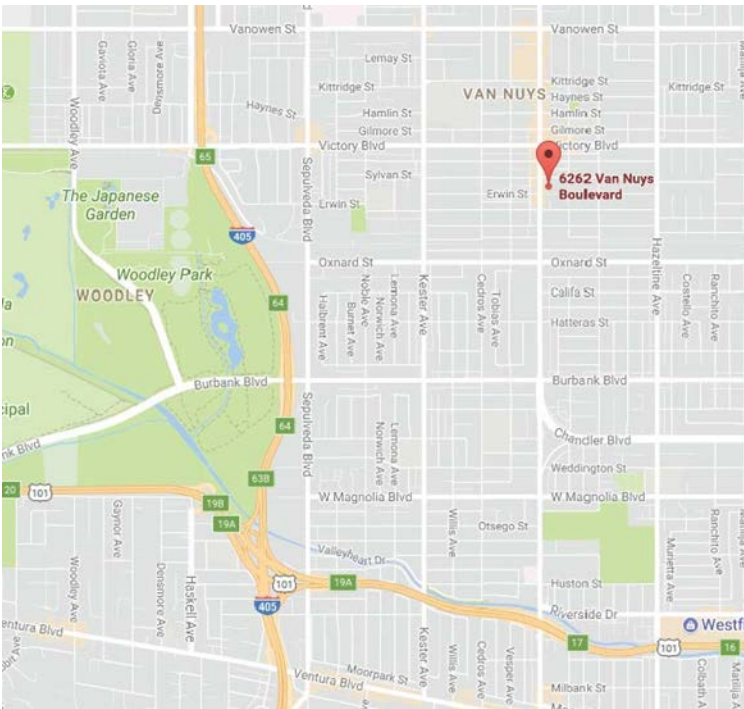 Vanowen St
Vanowen St
Gaviota Ave
Gloria Ave
Densmore Ave
Lemay St
Kittridge St
Kittridge St
Kittridge St
VAN NUYS
Haynes St
Haynes St
Woodley Ave
Hamlin St
Hamlin St
Gilmore St
Gilmore St
Victory Blvd
Victory Blvd
65
Sylvan St
6262 Van Nuys
Boulevard
The Japanese
Garden
Erwin St
Erwin St
Sepulveda Blvd
405
Hazeltine Ave
Oxnard St
Oxnard St
Woodley Park
WOODLEY
64
Halbrent Ave
Burnet Ave
Noble Ave
Norwich Ave
Lemona Ave
Kester Ave
Cedros Ave
Tobias Ave
Califa St
Hatteras St
Costello Ave
Ranchito Ave
Burbank Blvd
Burbank Blvd
cipal
nk Blvd
64
Sepulveda Blvd
Norwich Ave
Lemona Ave
Chandler Blvd
Weddington St
20
101
63B
19B
19A
W Magnolia Blvd
W Magnolia Blvd
Gaynor Ave
Willis Ave
Otsego St
Valleyheart Dr
Murietta Ave
Ranchito Ave
Woodley Ave
Densmore Ave
Haskell Ave
101
19A
Huston St
405
Riverside Dr
entura Blvd
17
101
Westfi
16
Kester Ave
Willis Ave
Cedros Ave
Vesper Ave
Moorpark St
Ventura Blvd
Milbank St
Colbath Ave
Matilija Ave